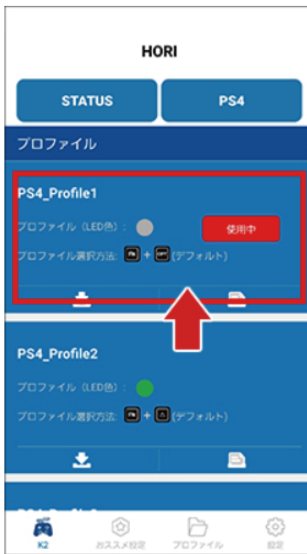 HORI
STATUS
PS4
プロファイル
PS4_Profile1
プロファイル（LED色）：
使用中
プロファイル選択方法: + (デフォルト)
PS4_Profile2
プロファイル（LED色）：
プロファイル選択方法: + (デフォルト)
K2
おススメ設定
プロファイル
設定